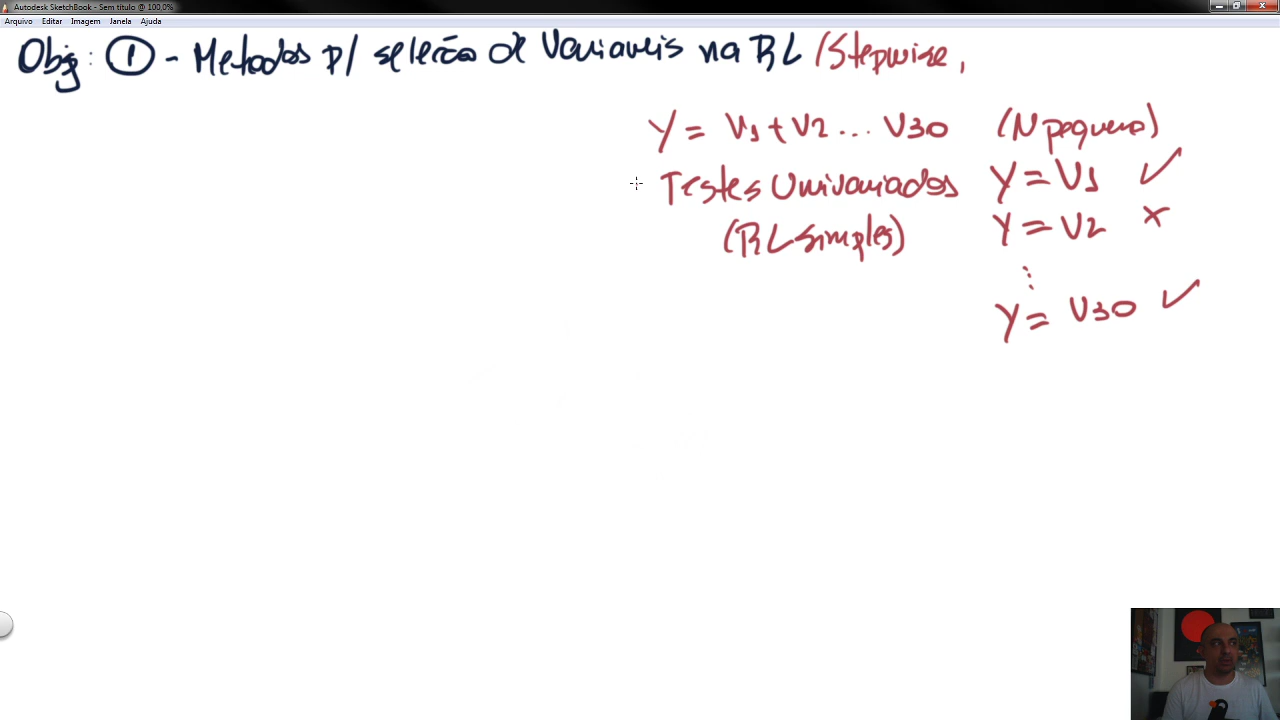 Autodesk SketchBook - Sem título @ 100,0%
Arquivo Editar Imagem Janela Ajuda
Obj: ① - Metodos p/ seleção de Variaveis na RL /Stepwise,
Y = V1 + V2 ... V30 (N pequeno)
Testes Univariados Y = V1 ✓
(RL simples) Y = V2 x
⋮
Y = V30 ✓